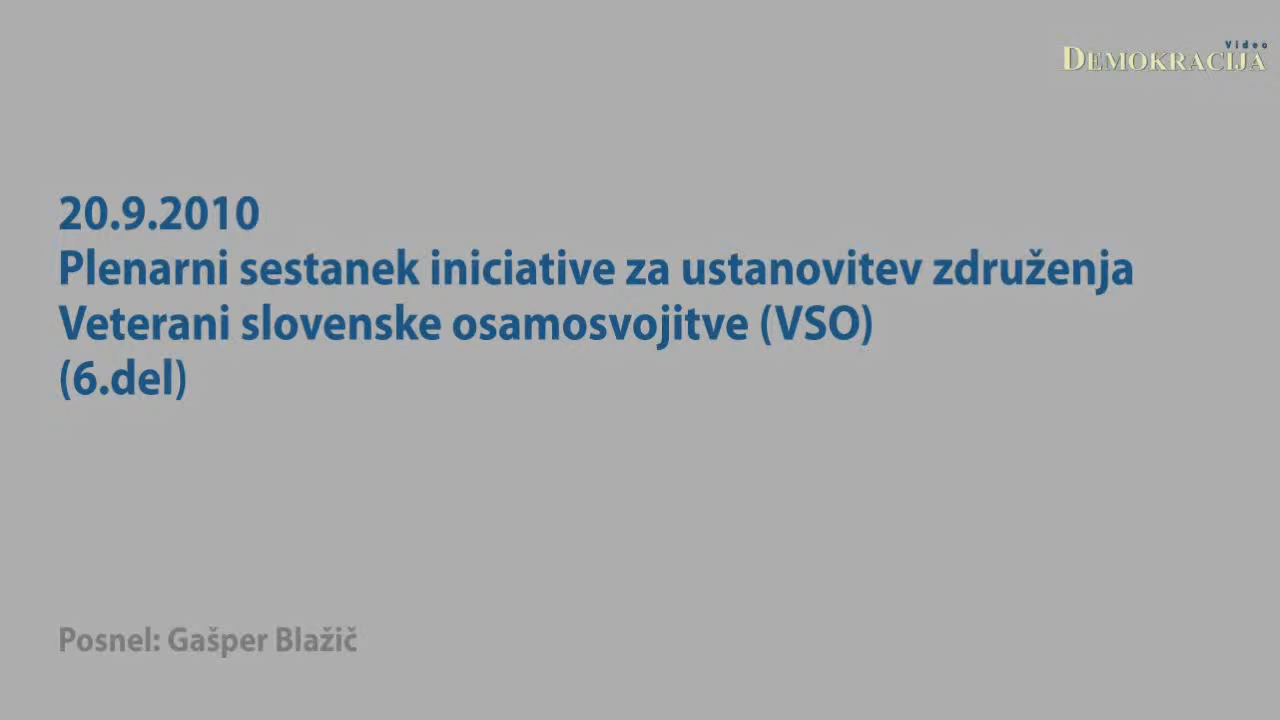 Video
DEMOKRACIJA
20.9.2010
Plenarni sestanek iniciative za ustanovitev združenja
Veterani slovenske osamosvojitve (VSO)
(6.del)
Posnel: Gašper Blažič